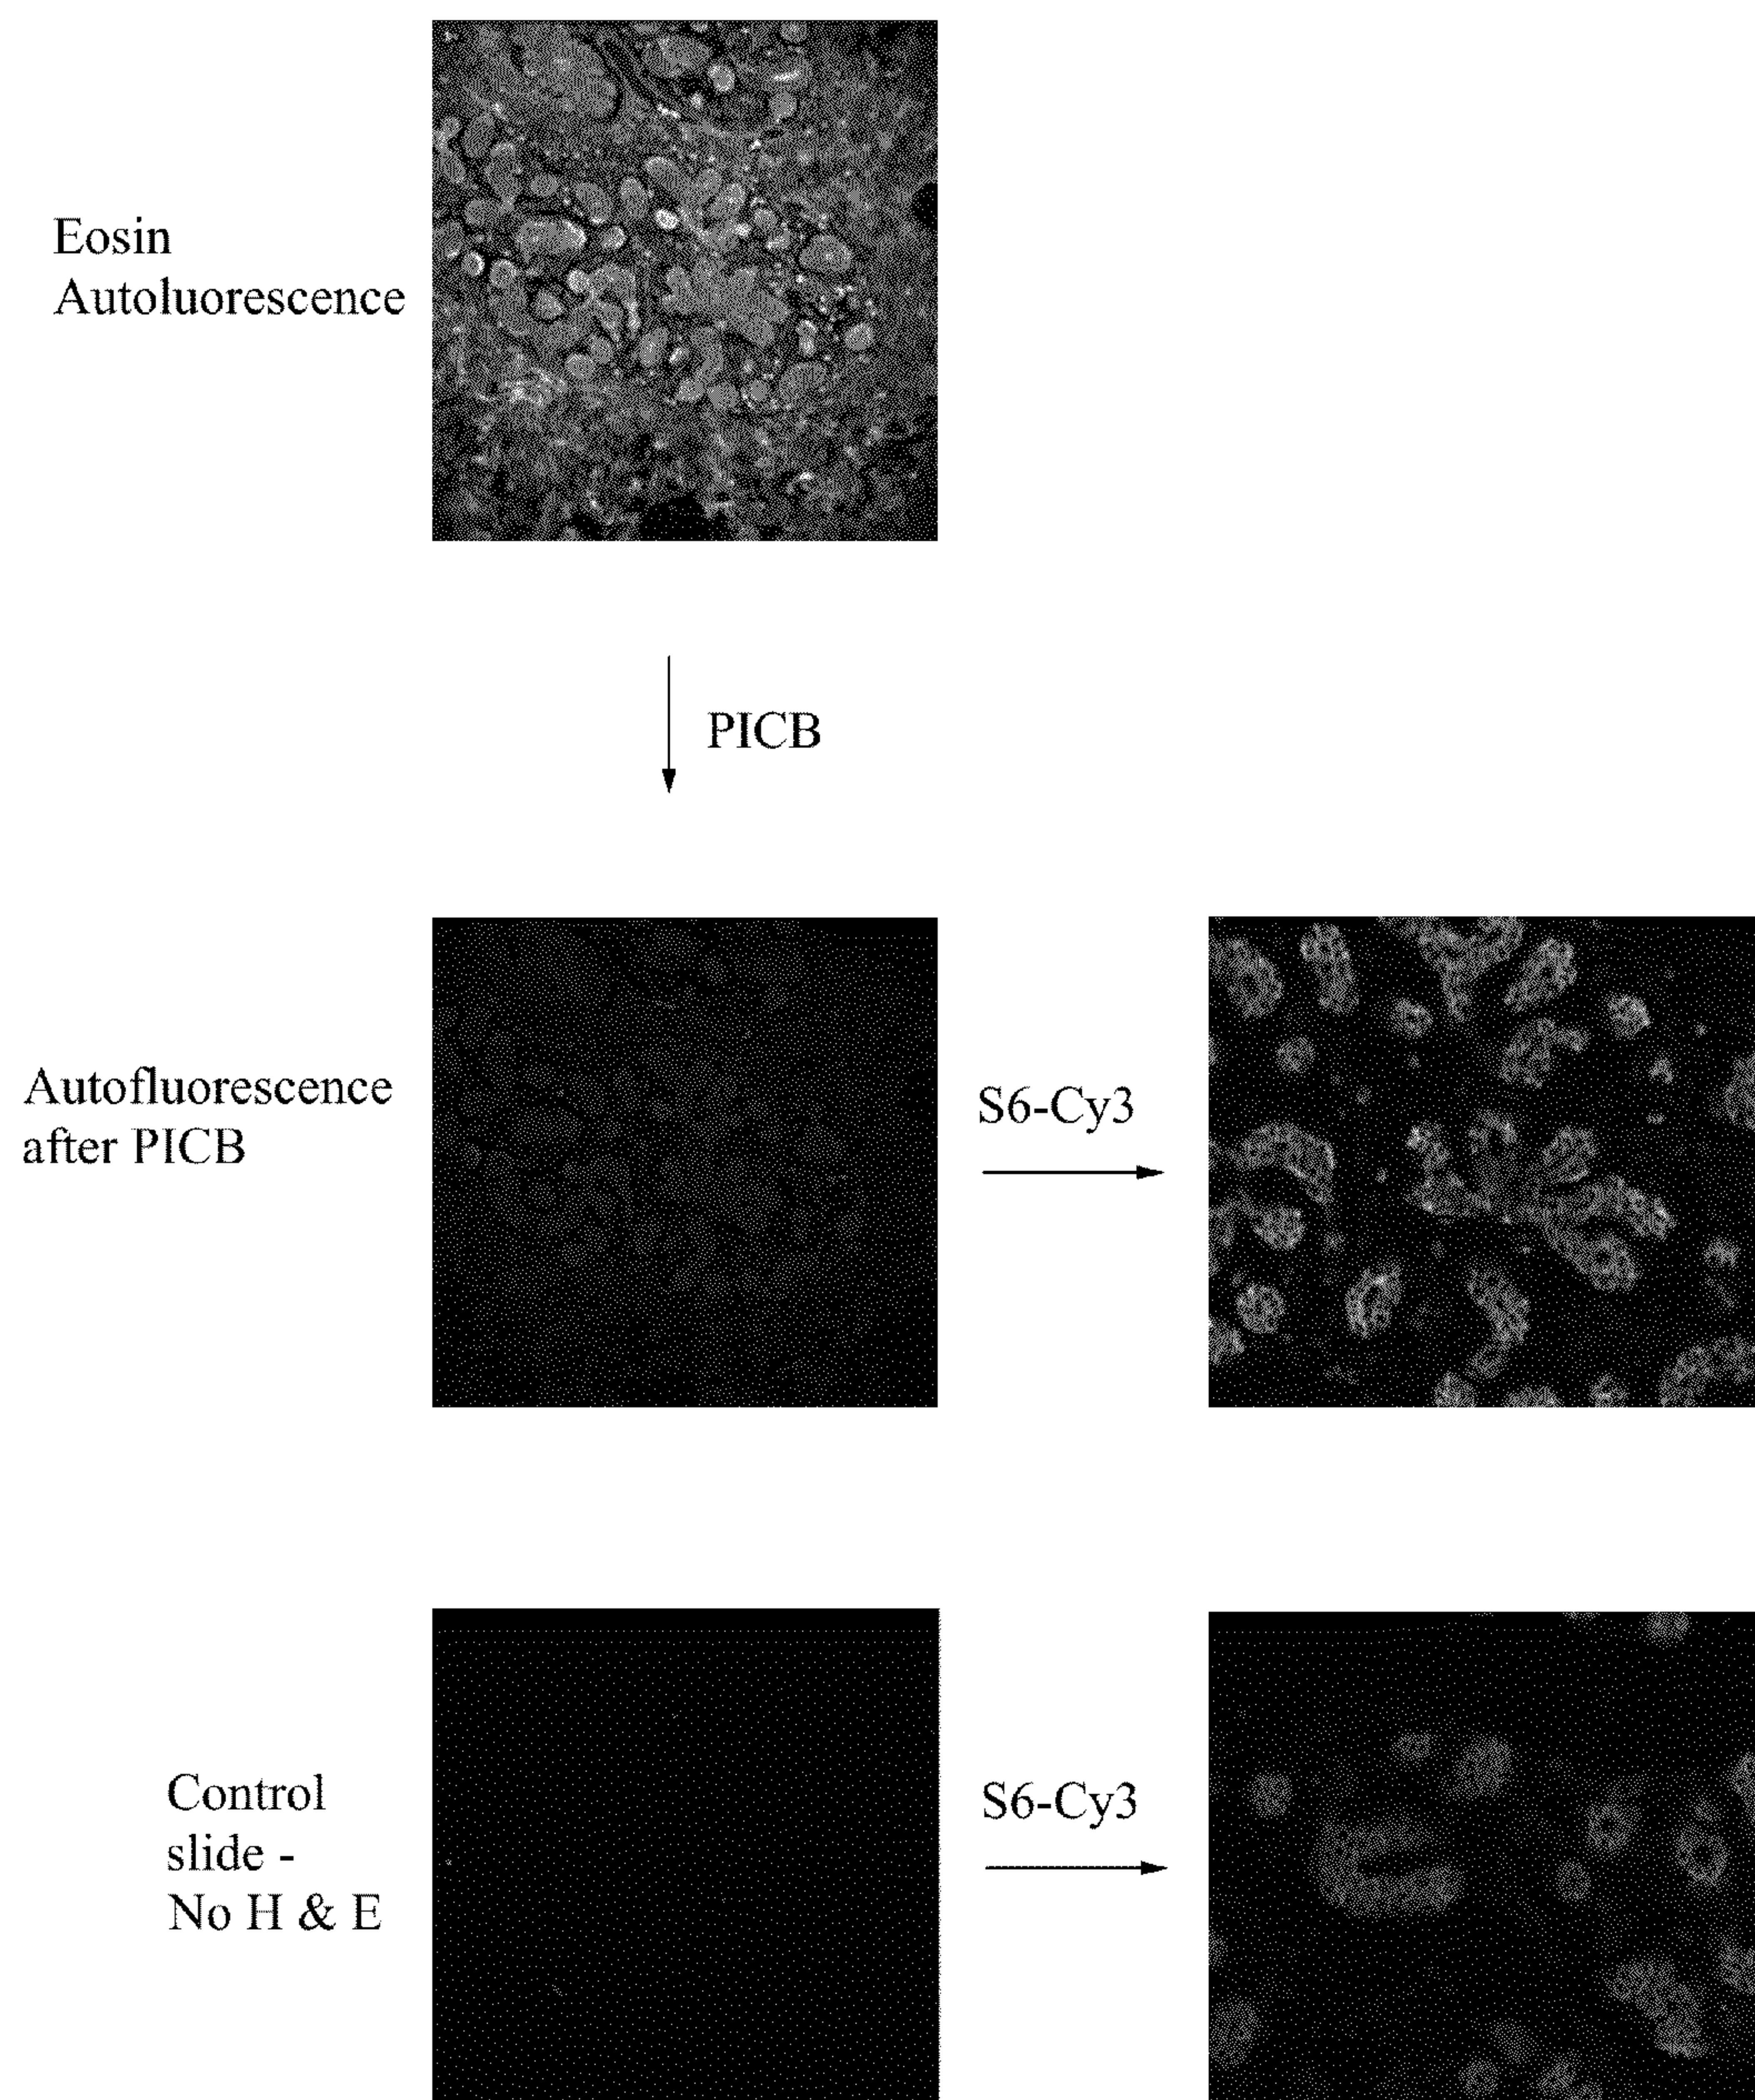 Eosin
Autoluorescence
PICB
Autofluorescence
after PICB
S6-Cy3
Control
slide -
No H & E
S6-Cy3